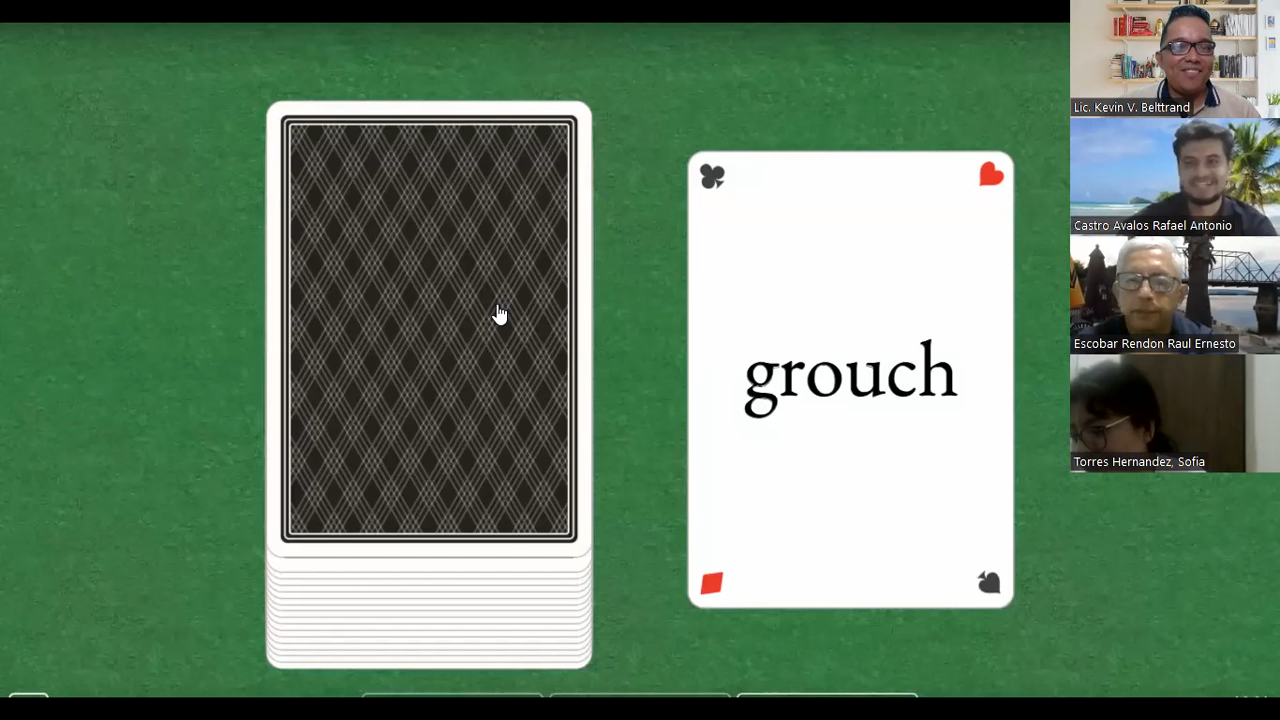 grouch
Lic. Kevin V. Belttrand
Castro Avalos Rafael Antonio
Escobar Rendon Raul Ernesto
Torres Hernandez, Sofia